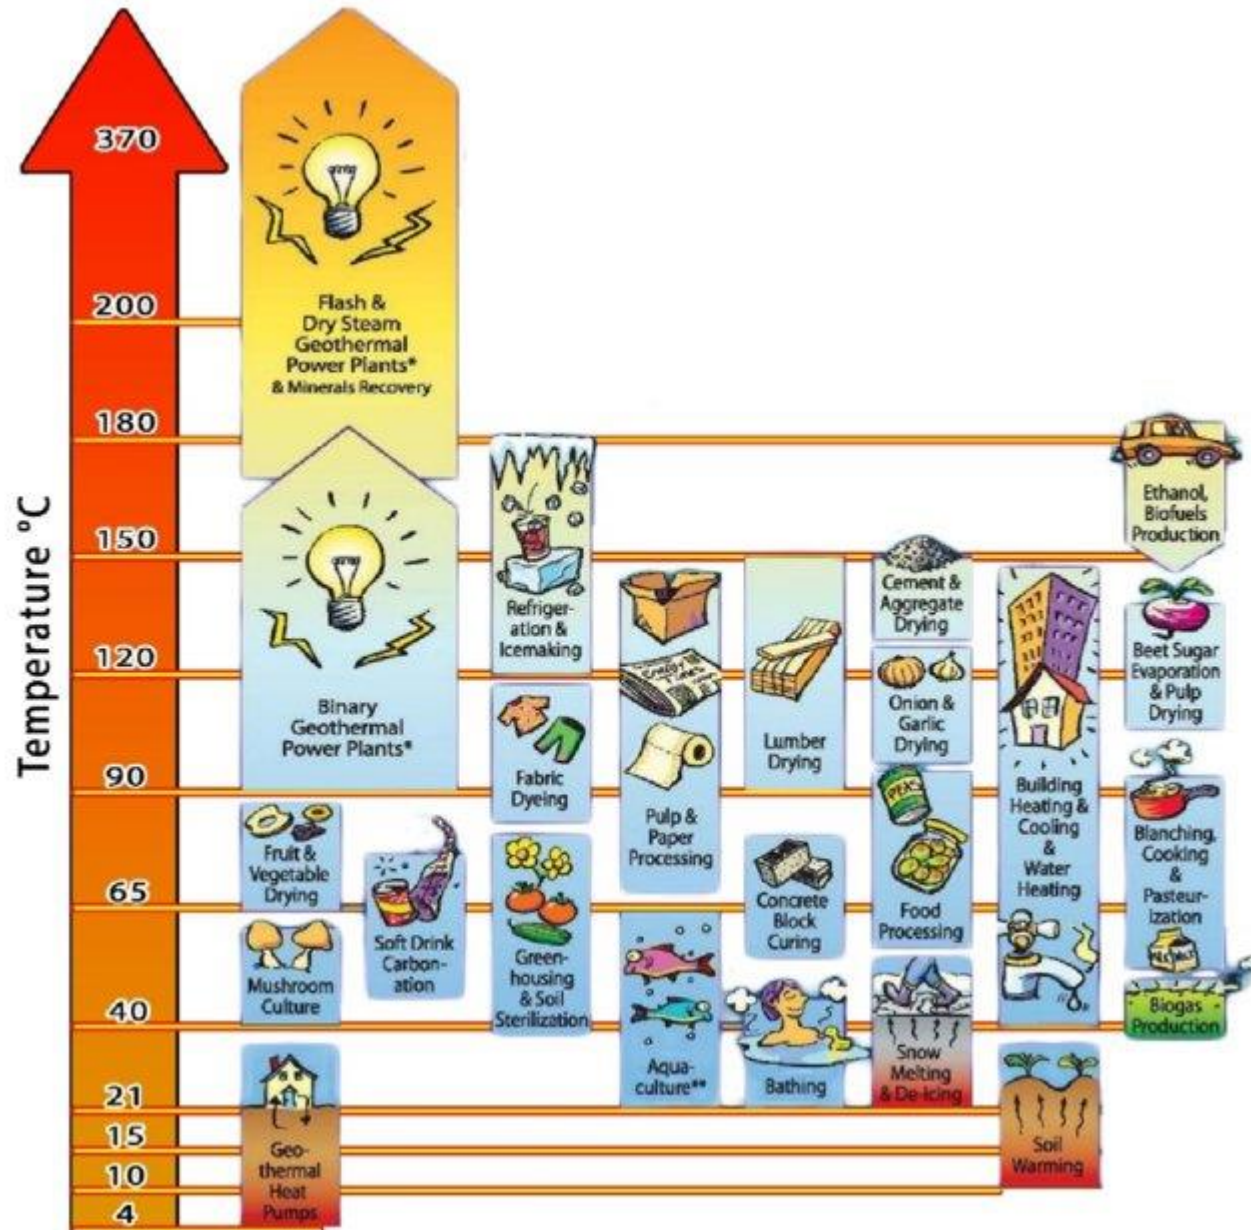 Temperature °C
370
200
180
150
120
90
65
40
21
15
10
4
Flash &
Dry Steam
Geothermal
Power Plants*
& Minerals Recovery
Binary
Geothermal
Power Plants*
Fruit &
Vegetable
Drying
Mushroom
Culture
Geo-
thermal
Heat
Pumps
Soft Drink
Carbon-
ation
Refriger-
ation &
Icemaking
Fabric
Dyeing
Green-
housing
& Soil
Sterilization
Pulp &
Paper
Processing
Aqua-
culture**
Lumber
Drying
Concrete
Block
Curing
Bathing
Cement &
Aggregate
Drying
Onion &
Garlic
Drying
PEAS
Food
Processing
Snow
Melting
& De-icing
Building
Heating &
Cooling
&
Water
Heating
Soil
Warming
Ethanol,
Biofuels
Production
Beet Sugar
Evaporation
& Pulp
Drying
Blanching,
Cooking
&
Pasteur-
ization
Biogas
Production